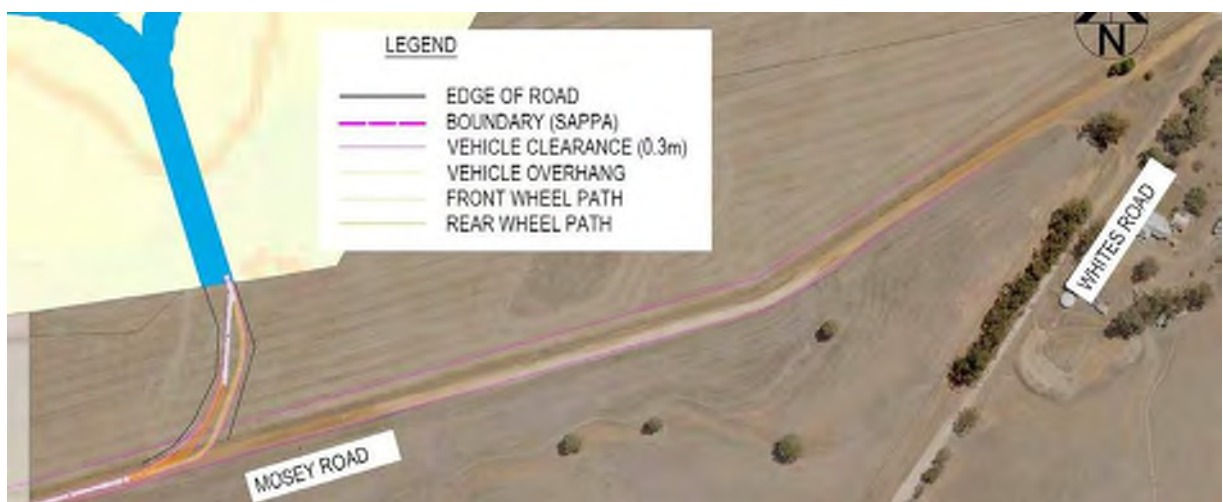 LEGEND
EDGE OF ROAD
BOUNDARY (SAPPA)
VEHICLE CLEARANCE (0.3m)
VEHICLE OVERHANG
FRONT WHEEL PATH
REAR WHEEL PATH
N
WHITES ROAD
MOSEY ROAD